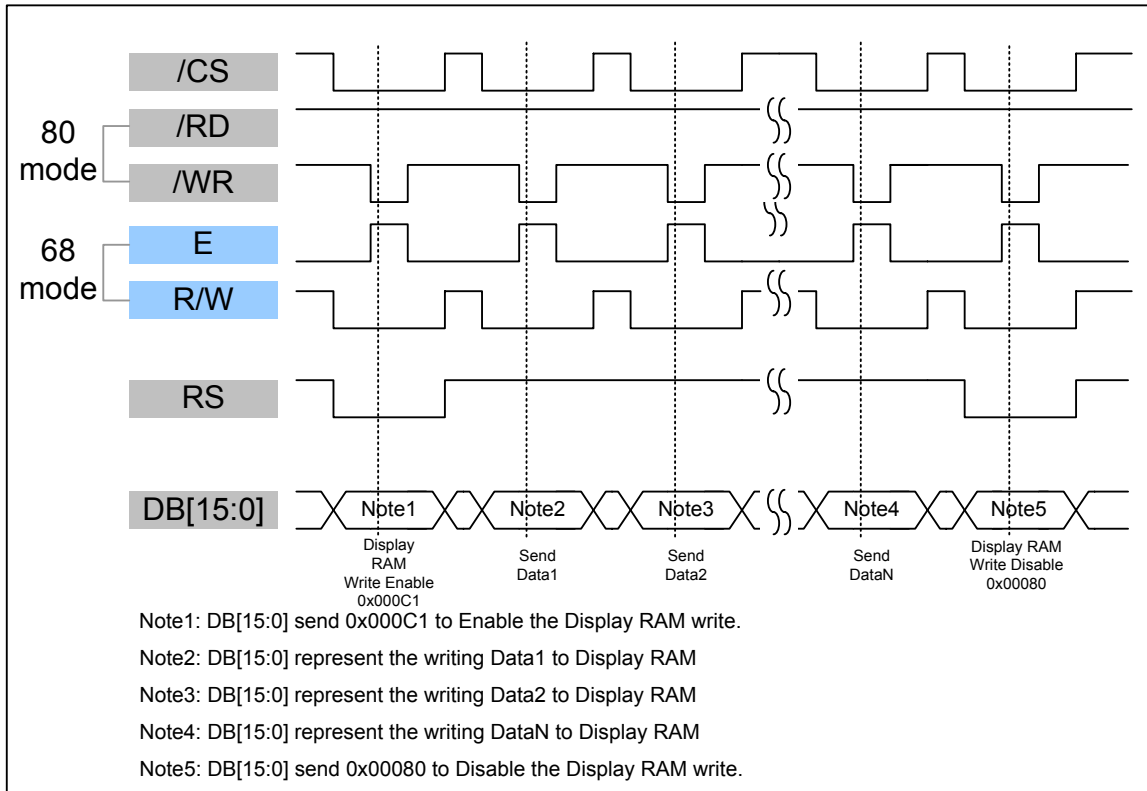 /CS
80
mode
/RD
/WR
68
mode
E
R/W
RS
DB[15:0]
Note1
Note2
Note3
Note4
Note5
Display
RAM
Write Enable
0x000C1
Send
Data1
Send
Data2
Send
DataN
Display RAM
Write Disable
0x00080
Note1: DB[15:0] send 0x000C1 to Enable the Display RAM write.
Note2: DB[15:0] represent the writing Data1 to Display RAM
Note3: DB[15:0] represent the writing Data2 to Display RAM
Note4: DB[15:0] represent the writing DataN to Display RAM
Note5: DB[15:0] send 0x00080 to Disable the Display RAM write.